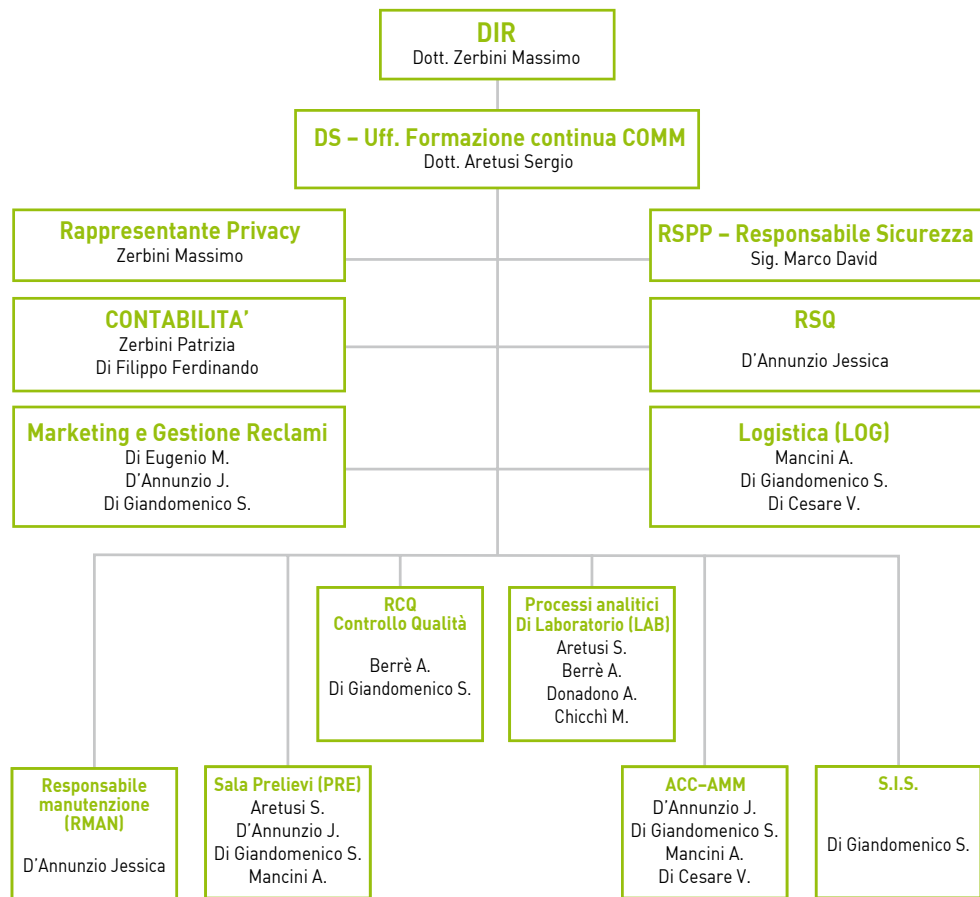 DIR
Dott. Zerbini Massimo
DS – Uff. Formazione continua COMM
Dott. Aretusi Sergio
Rappresentante Privacy
Zerbini Massimo
RSPP – Responsabile Sicurezza
Sig. Marco David
CONTABILITA’
Zerbini Patrizia
Di Filippo Ferdinando
RSQ
D’Annunzio Jessica
Marketing e Gestione Reclami
Di Eugenio M.
D’Annunzio J.
Di Giandomenico S.
Logistica (LOG)
Mancini A.
Di Giandomenico S.
Di Cesare V.
RCQ
Controllo Qualità
Berrè A.
Di Giandomenico S.
Processi analitici
Di Laboratorio (LAB)
Aretusi S.
Berrè A.
Donadono A.
Chicchì M.
Responsabile
manutenzione
(RMAN)
D’Annunzio Jessica
Sala Prelievi (PRE)
Aretusi S.
D’Annunzio J.
Di Giandomenico S.
Mancini A.
ACC–AMM
D’Annunzio J.
Di Giandomenico S.
Mancini A.
Di Cesare V.
S.I.S.
Di Giandomenico S.